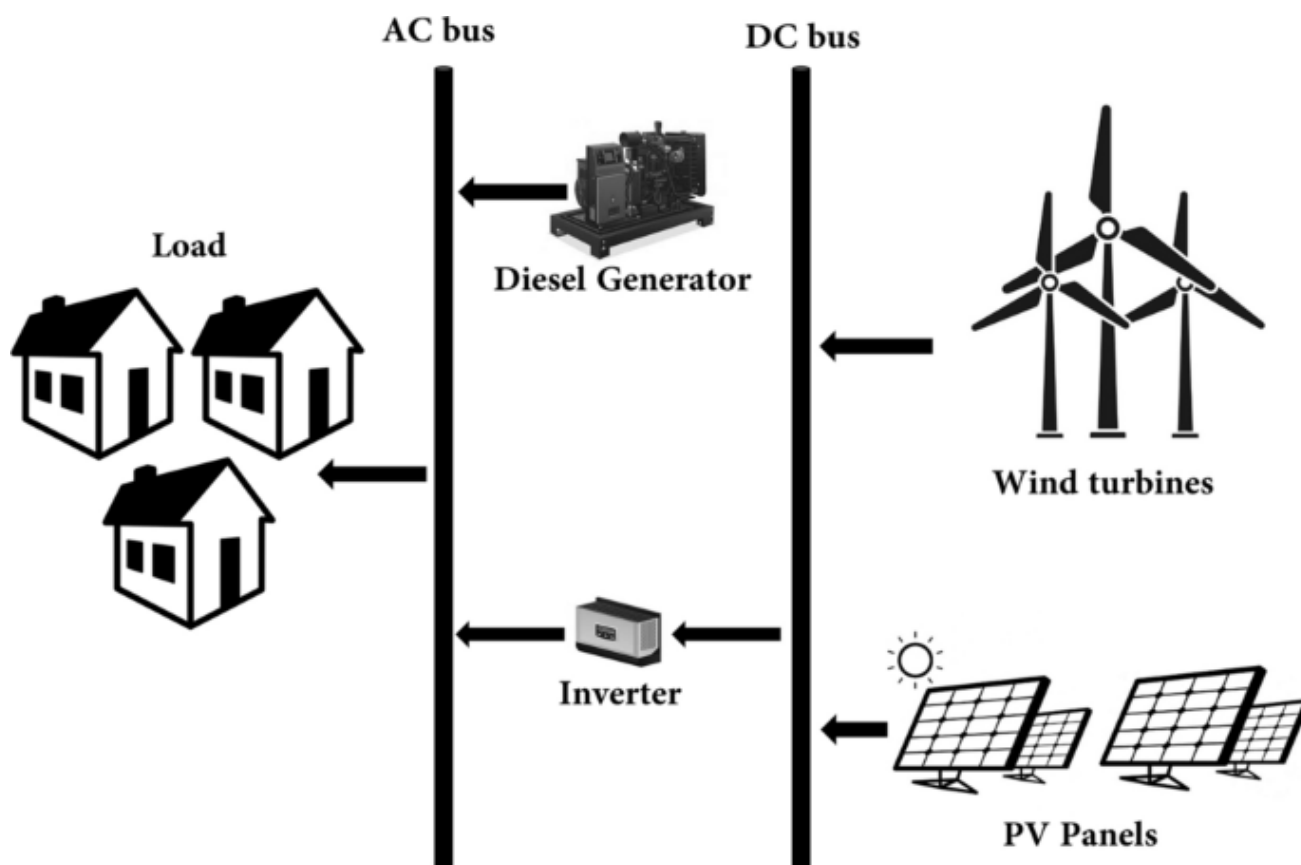 AC bus
DC bus
Diesel Generator
Load
Wind turbines
Inverter
PV Panels